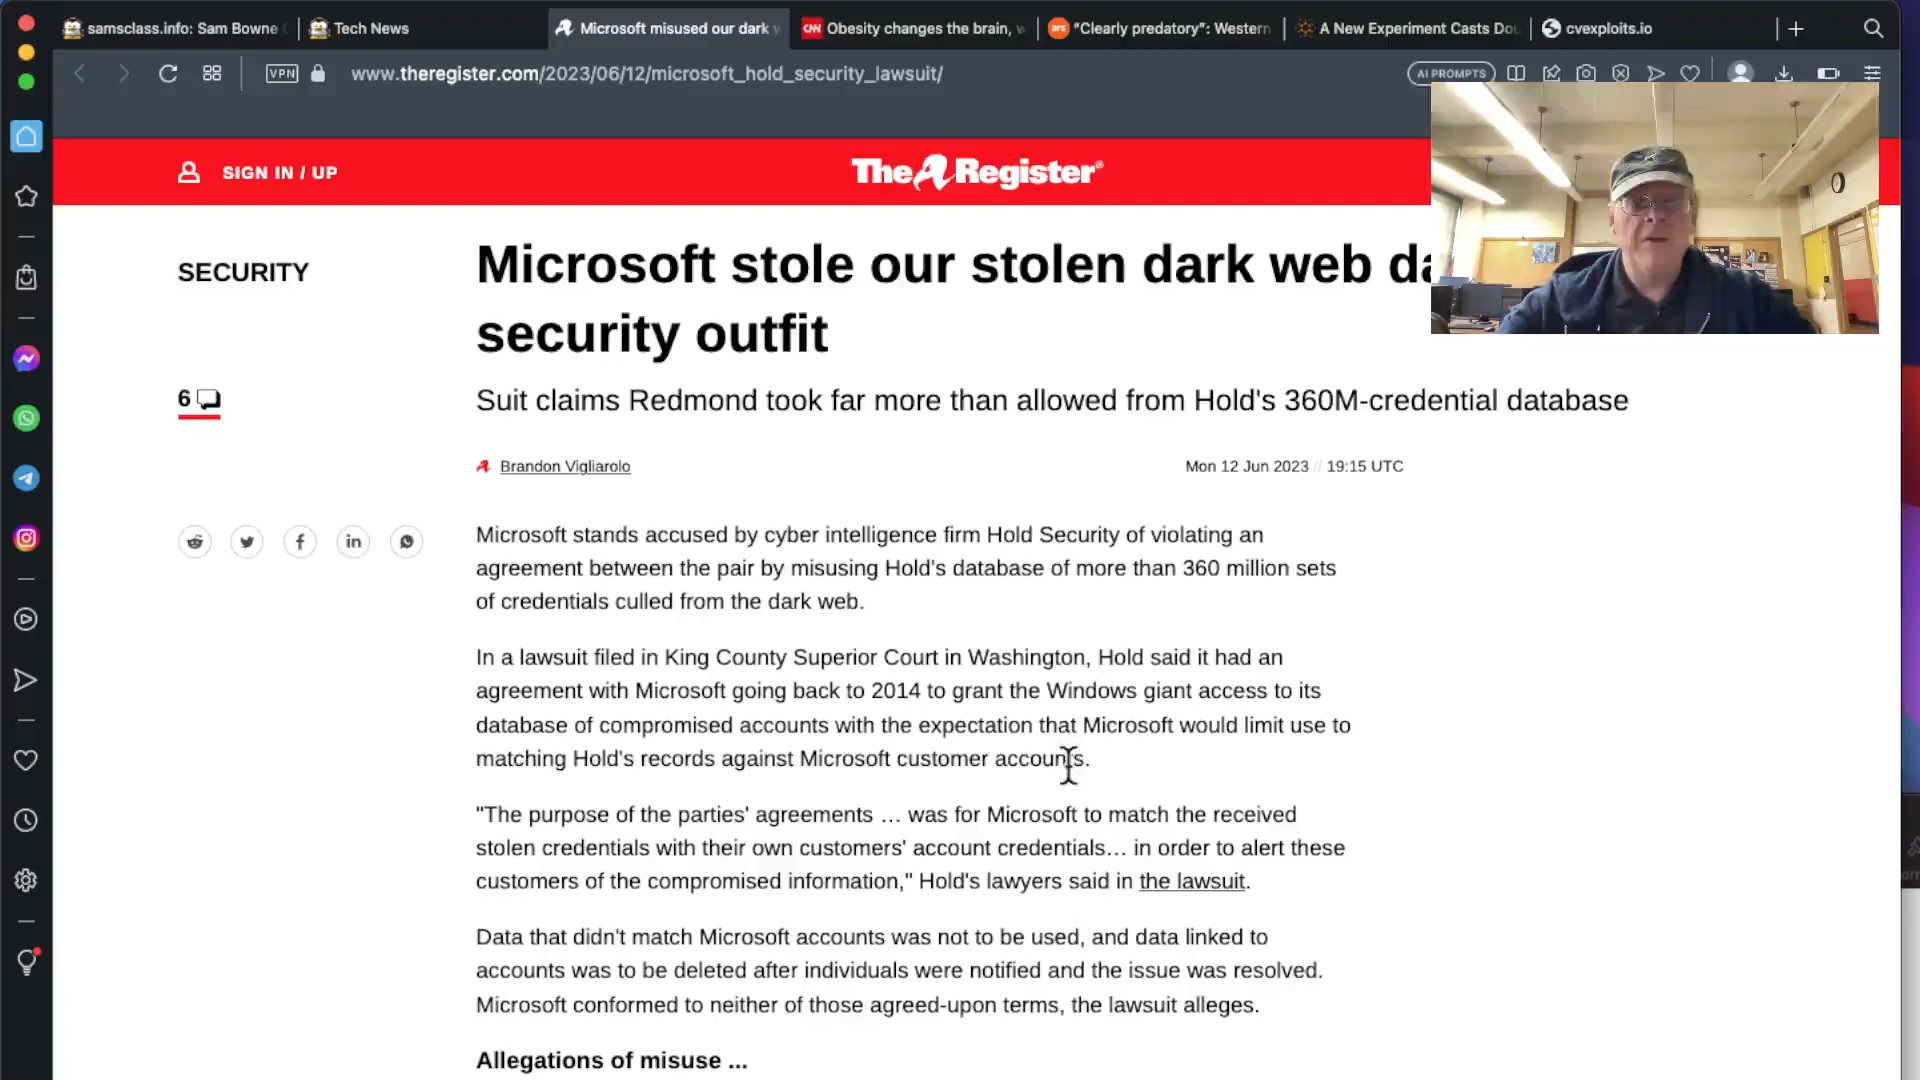 samsclass.info: Sam Bowne
Tech News
Microsoft misused our dark
CNN Obesity changes the brain,
ars "Clearly predatory": Western
A New Experiment Casts Dou
cvexploits.io
VPN
www.theregister.com/2023/06/12/microsoft_hold_security_lawsuit/
AI PROMPTS
SIGN IN / UP
The Register®
SECURITY
Microsoft stole our stolen dark web da
security outfit
6
Suit claims Redmond took far more than allowed from Hold's 360M-credential database
Brandon Vigliarolo
Mon 12 Jun 2023 // 19:15 UTC
Microsoft stands accused by cyber intelligence firm Hold Security of violating an
agreement between the pair by misusing Hold's database of more than 360 million sets
of credentials culled from the dark web.
In a lawsuit filed in King County Superior Court in Washington, Hold said it had an
agreement with Microsoft going back to 2014 to grant the Windows giant access to its
database of compromised accounts with the expectation that Microsoft would limit use to
matching Hold's records against Microsoft customer accounts.
"The purpose of the parties' agreements … was for Microsoft to match the received
stolen credentials with their own customers' account credentials… in order to alert these
customers of the compromised information," Hold's lawyers said in the lawsuit.
Data that didn't match Microsoft accounts was not to be used, and data linked to
accounts was to be deleted after individuals were notified and the issue was resolved.
Microsoft conformed to neither of those agreed-upon terms, the lawsuit alleges.
Allegations of misuse ...